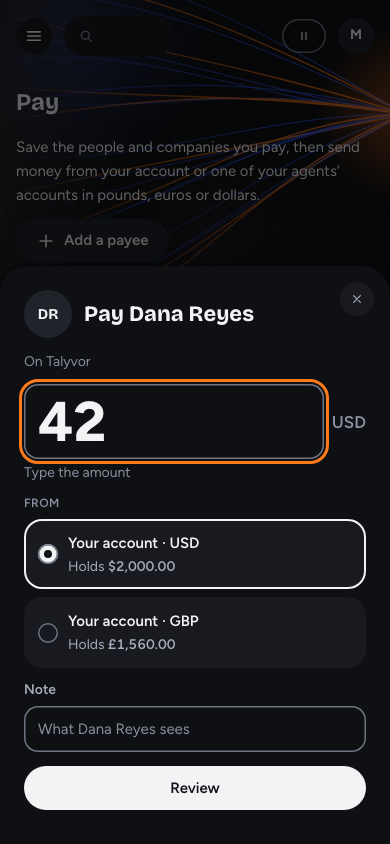 M
Pay
Save the people and companies you pay, then send
money from your account or one of your agents’
accounts in pounds, euros or dollars.
Add a payee
DR
Pay Dana Reyes
On Talyvor
42
USD
Type the amount
FROM
Your account · USD
Holds $2,000.00
Your account · GBP
Holds £1,560.00
Note
What Dana Reyes sees
Review